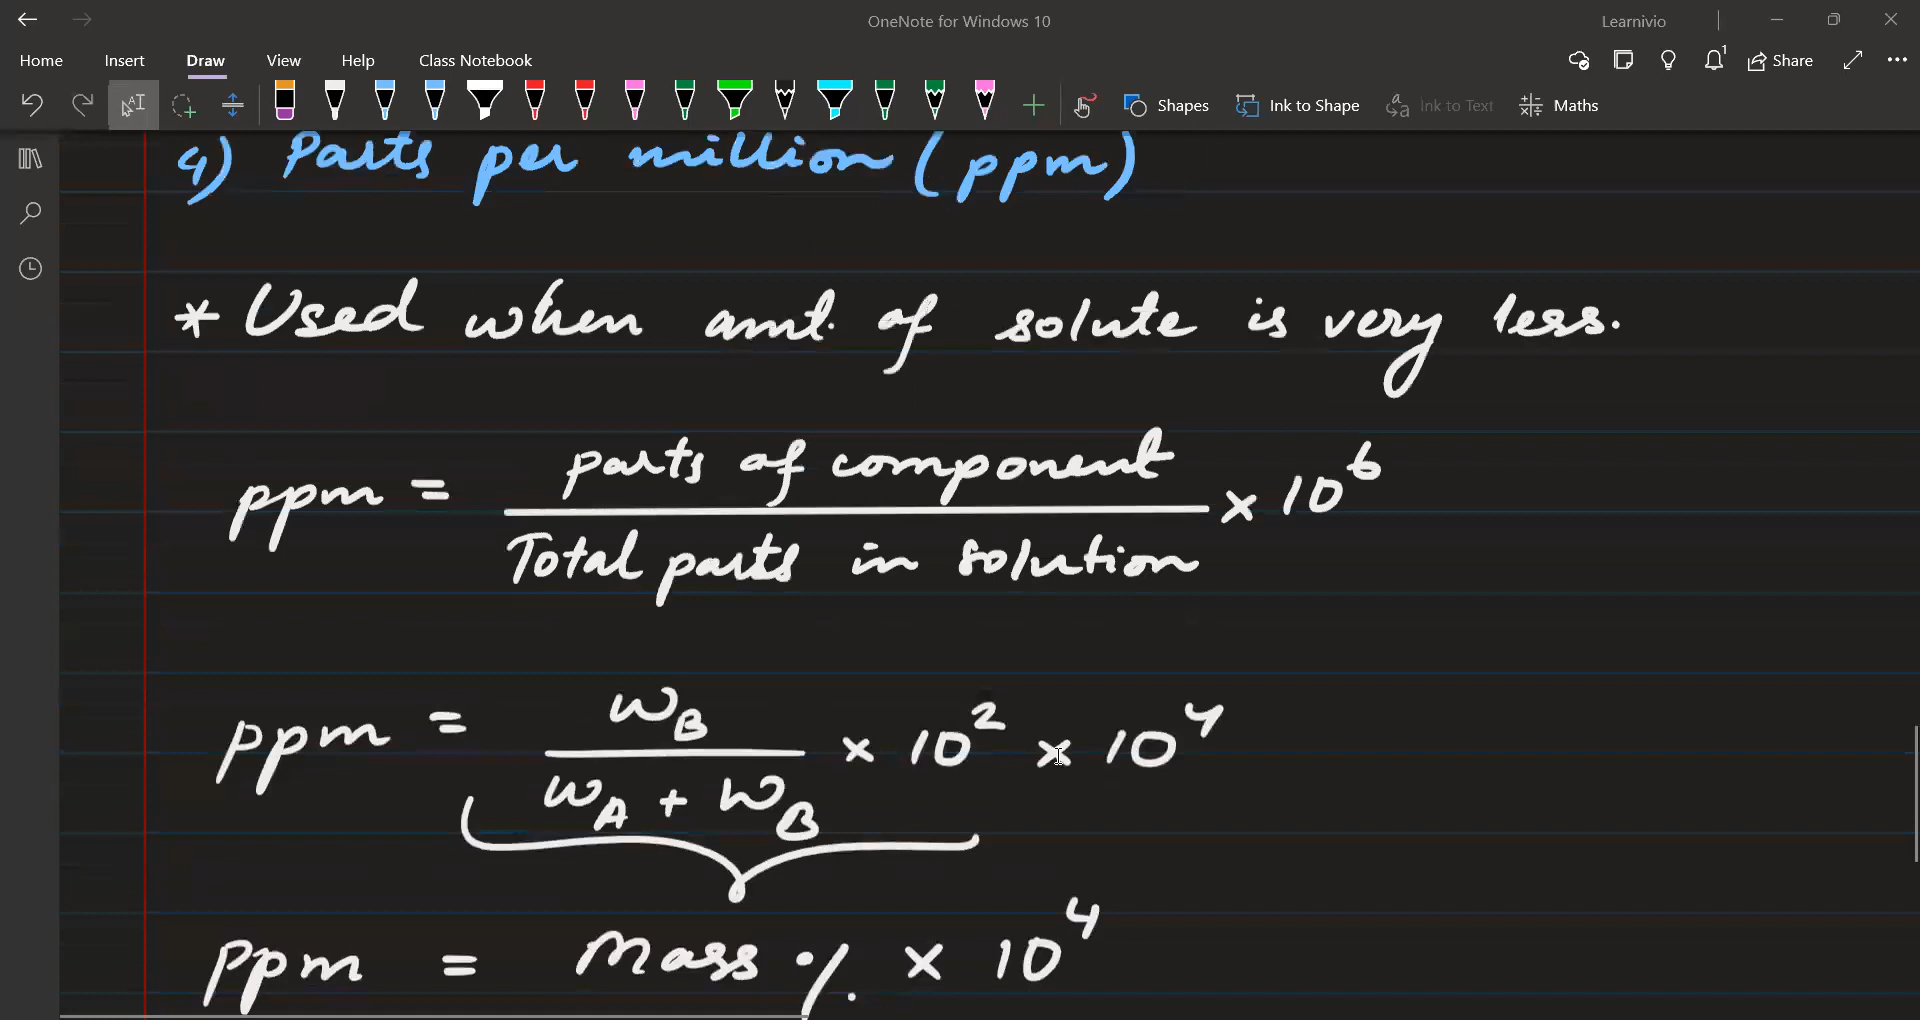 OneNote for Windows 10
Learnivio
Home Insert Draw View Help Class Notebook
1 Share
Shapes Ink to Shape Ink to Text Maths
4) Parts per million (ppm)
* Used when amt. of solute is very less.
ppm = parts of component / Total parts in solution × 10^6
ppm = W_B / W_A + W_B × 10^2 × 10^4
ppm = Mass % × 10^4